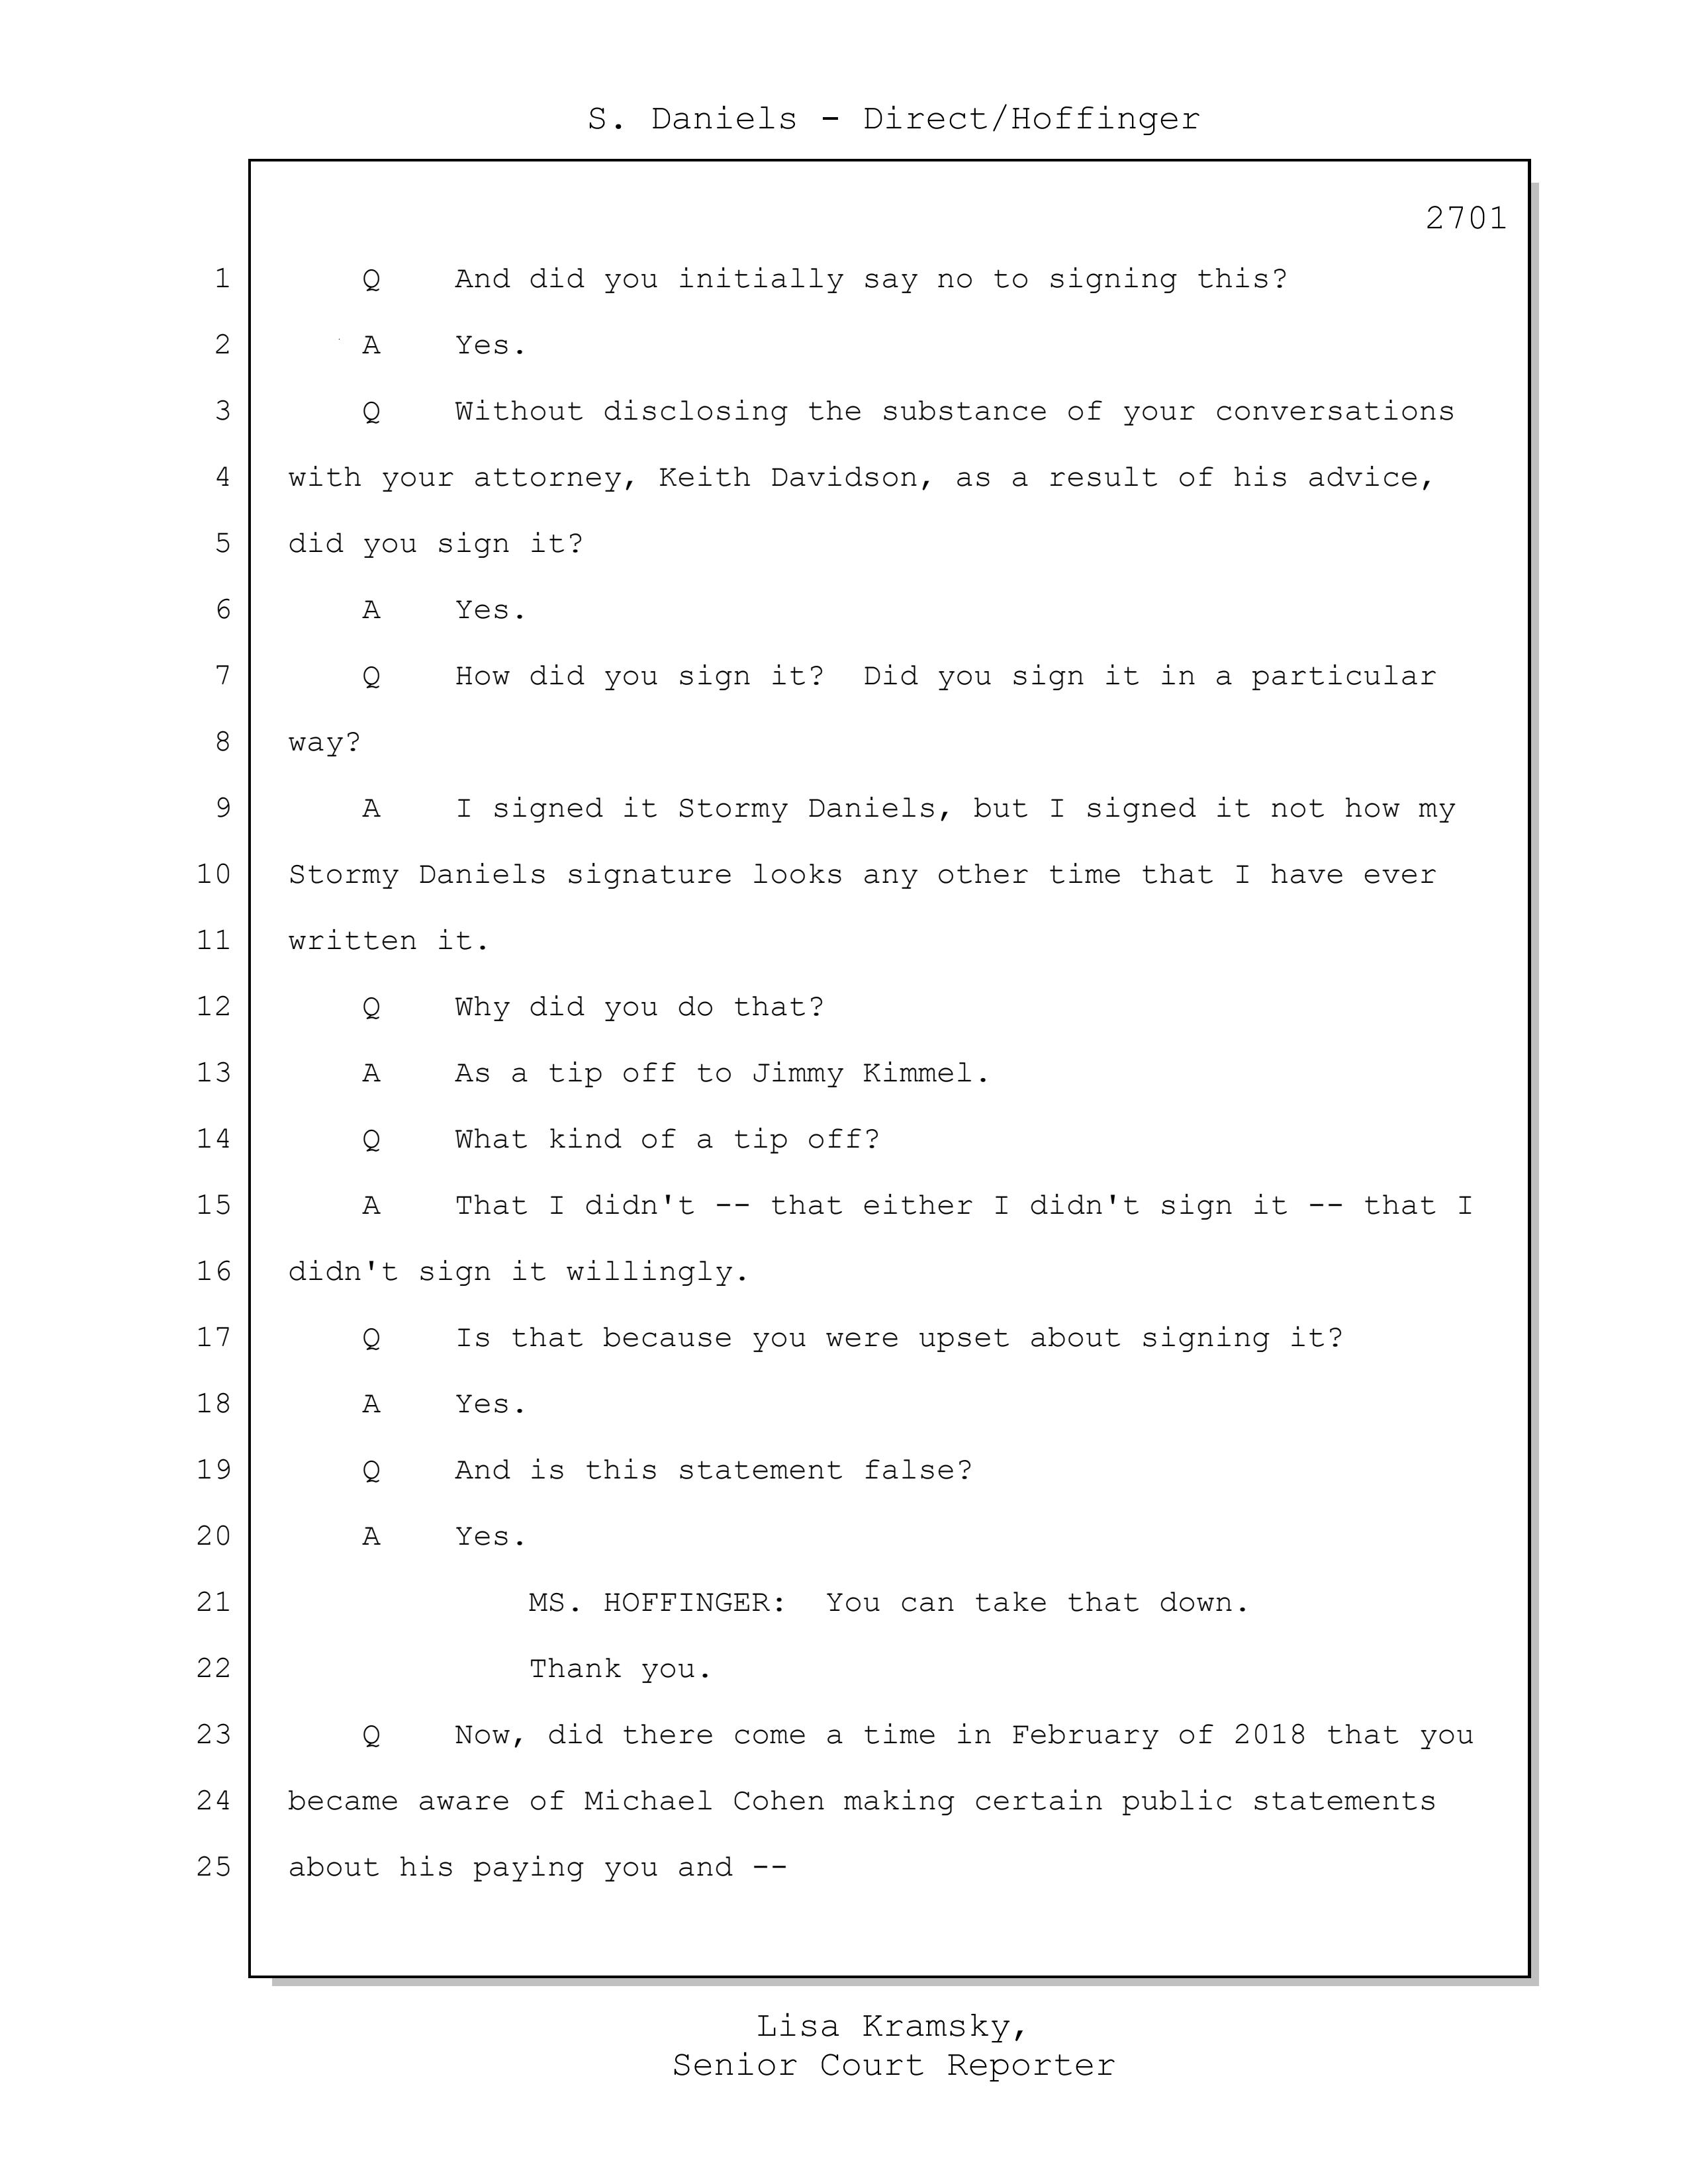 S. Daniels - Direct/Hoffinger
2701
1 Q And did you initially say no to signing this?
2 A Yes.
3 Q Without disclosing the substance of your conversations
4 with your attorney, Keith Davidson, as a result of his advice,
5 did you sign it?
6 A Yes.
7 Q How did you sign it? Did you sign it in a particular
8 way?
9 A I signed it Stormy Daniels, but I signed it not how my
10 Stormy Daniels signature looks any other time that I have ever
11 written it.
12 Q Why did you do that?
13 A As a tip off to Jimmy Kimmel.
14 Q What kind of a tip off?
15 A That I didn't -- that either I didn't sign it -- that I
16 didn't sign it willingly.
17 Q Is that because you were upset about signing it?
18 A Yes.
19 Q And is this statement false?
20 A Yes.
21 MS. HOFFINGER: You can take that down.
22 Thank you.
23 Q Now, did there come a time in February of 2018 that you
24 became aware of Michael Cohen making certain public statements
25 about his paying you and --
Lisa Kramsky,
Senior Court Reporter